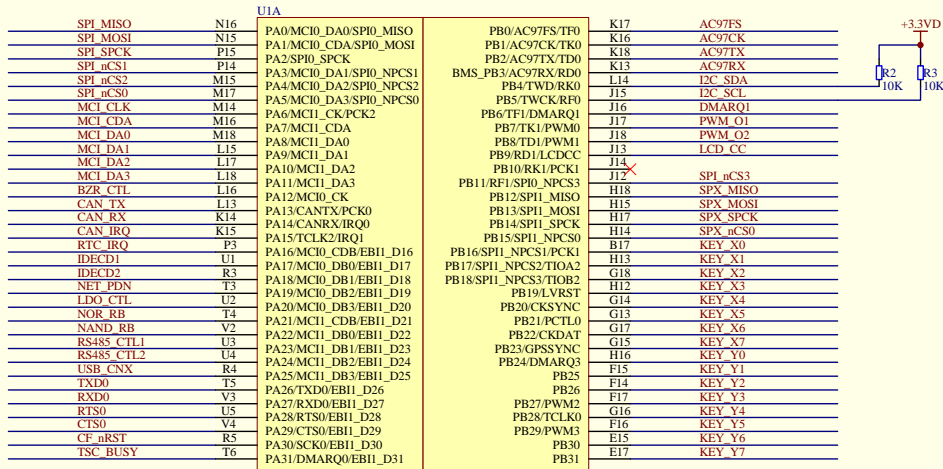 U1A
SPI_MISO N16 PA0/MCI0_DA0/SPI0_MISO PB0/AC97FS/TF0 K17 AC97FS +3.3VD
SPI_MOSI N15 PA1/MCI0_CDA/SPI0_MOSI PB1/AC97CK/TK0 K16 AC97CK
SPI_SPCK P15 PA2/SPI0_SPCK PB2/AC97TX/TD0 K18 AC97TX
SPI_nCS1 P14 PA3/MCI0_DA1/SPI0_NPCS1 BMS_PB3/AC97RX/RD0 K13 AC97RX R2 R3
SPI_nCS2 M15 PA4/MCI0_DA2/SPI0_NPCS2 PB4/TWD/RK0 L14 I2C_SDA 10K 10K
SPI_nCS0 M17 PA5/MCI0_DA3/SPI0_NPCS0 PB5/TWCK/RF0 J15 I2C_SCL
MCI_CLK M14 PA6/MCI1_CK/PCK2 PB6/TF1/DMARQ1 J16 DMARQ1
MCI_CDA M16 PA7/MCI1_CDA PB7/TK1/PWM0 J17 PWM_O1
MCI_DA0 M18 PA8/MCI1_DA0 PB8/TD1/PWM1 J18 PWM_O2
MCI_DA1 L15 PA9/MCI1_DA1 PB9/RD1/LCDCC J13 LCD_CC
MCI_DA2 L17 PA10/MCI1_DA2 PB10/RK1/PCK1 J14
MCI_DA3 L18 PA11/MCI1_DA3 PB11/RF1/SPI0_NPCS3 J12 SPI_nCS3
BZR_CTL L16 PA12/MCI0_CK PB12/SPI1_MISO H18 SPX_MISO
CAN_TX L13 PA13/CANTX/PCK0 PB13/SPI1_MOSI H15 SPX_MOSI
CAN_RX K14 PA14/CANRX/IRQ0 PB14/SPI1_SPCK H17 SPX_SPCK
CAN_IRQ K15 PA15/TCLK2/IRQ1 PB15/SPI1_NPCS0 H14 SPX_nCS0
RTC_IRQ P3 PA16/MCI0_CDB/EBI1_D16 PB16/SPI1_NPCS1/PCK1 B17 KEY_X0
IDECD1 U1 PA17/MCI0_DB0/EBI1_D17 PB17/SPI1_NPCS2/TIOA2 H13 KEY_X1
IDECD2 R3 PA18/MCI0_DB1/EBI1_D18 PB18/SPI1_NPCS3/TIOB2 G18 KEY_X2
NET_PDN T3 PA19/MCI0_DB2/EBI1_D19 PB19/LVRST H12 KEY_X3
LDO_CTL U2 PA20/MCI0_DB3/EBI1_D20 PB20/CKSYNC G14 KEY_X4
NOR_RB T4 PA21/MCI1_CDB/EBI1_D21 PB21/PCTL0 G13 KEY_X5
NAND_RB V2 PA22/MCI1_DB0/EBI1_D22 PB22/CKDAT G17 KEY_X6
RS485_CTL1 U3 PA23/MCI1_DB1/EBI1_D23 PB23/GPSSYNC G15 KEY_X7
RS485_CTL2 U4 PA24/MCI1_DB2/EBI1_D24 PB24/DMARQ3 H16 KEY_Y0
USB_CNX R4 PA25/MCI1_DB3/EBI1_D25 PB25 F15 KEY_Y1
TXD0 T5 PA26/TXD0/EBI1_D26 PB26 F14 KEY_Y2
RXD0 V3 PA27/RXD0/EBI1_D27 PB27/PWM2 F17 KEY_Y3
RTS0 U5 PA28/RTS0/EBI1_D28 PB28/TCLK0 G16 KEY_Y4
CTS0 V4 PA29/CTS0/EBI1_D29 PB29/PWM3 F16 KEY_Y5
CF_nRST R5 PA30/SCK0/EBI1_D30 PB30 E15 KEY_Y6
TSC_BUSY T6 PA31/DMARQ0/EBI1_D31 PB31 E17 KEY_Y7